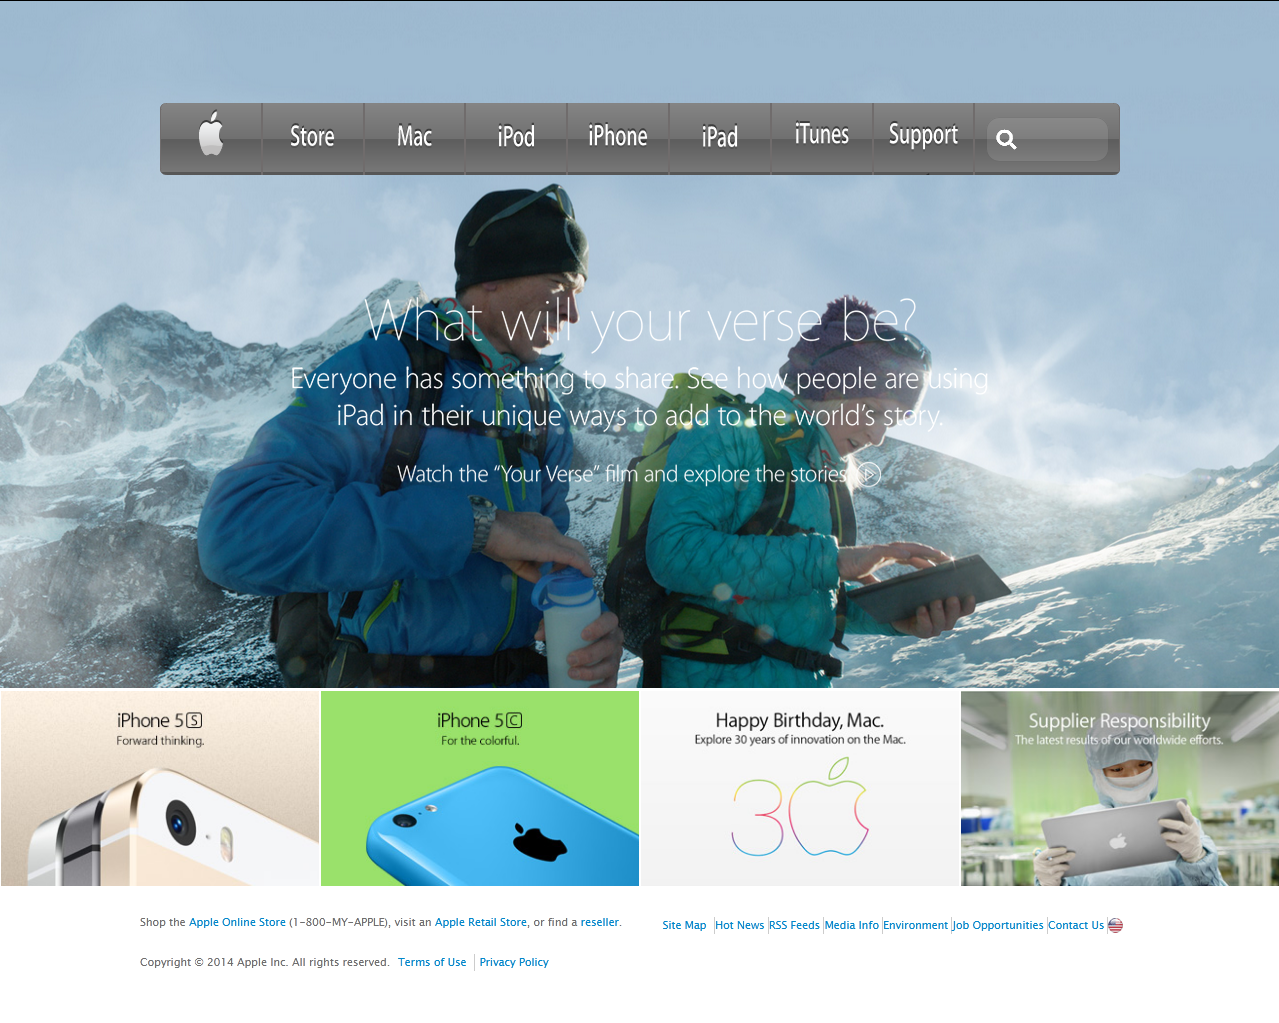 Store Mac iPod iPhone iPad iTunes Support
What will your verse be?
Everyone has something to share. See how people are using
iPad in their unique ways to add to the world's story.
Watch the “Your Verse” film and explore the stories
iPhone 5S
Forward thinking.
iPhone 5C
For the colorful.
Happy Birthday, Mac.
Explore 30 years of innovation on the Mac.
30
Supplier Responsibility
The latest results of our worldwide efforts.
Shop the Apple Online Store (1-800-MY-APPLE), visit an Apple Retail Store, or find a reseller.
Site Map Hot News RSS Feeds Media Info Environment Job Opportunities Contact Us
Copyright © 2014 Apple Inc. All rights reserved. Terms of Use Privacy Policy